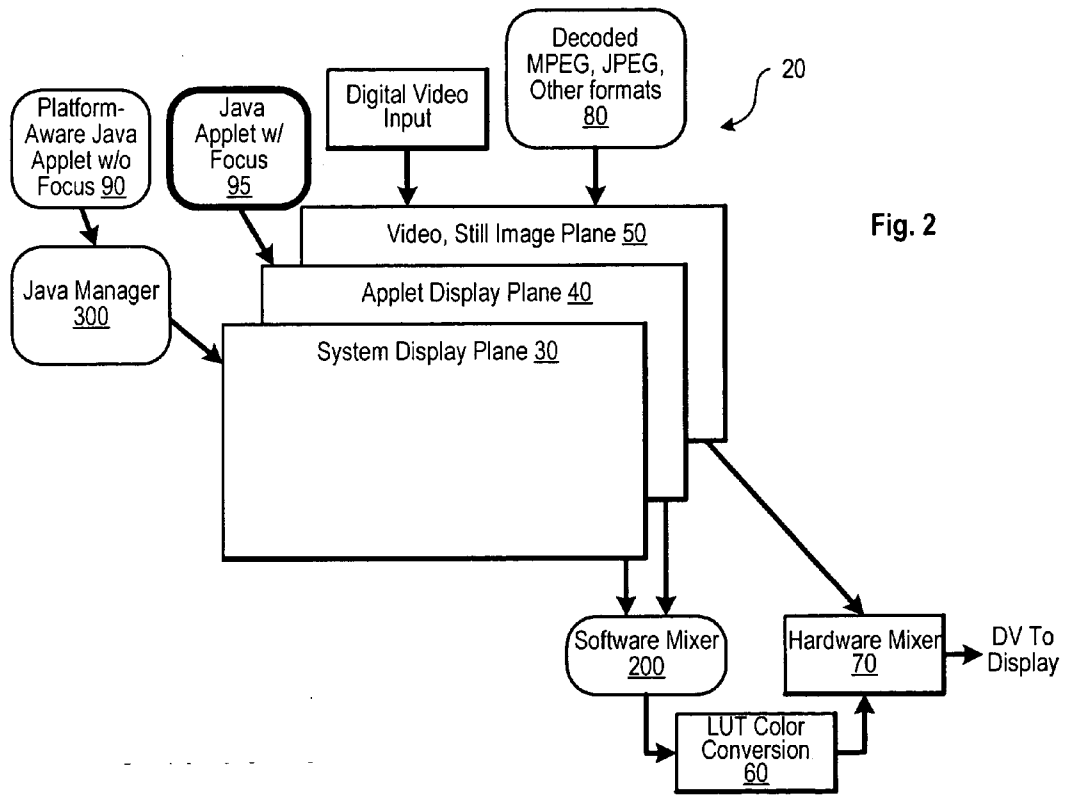 Decoded
MPEG, JPEG,
Other formats
80
20
Digital Video
Input
Platform-
Aware Java
Applet w/o
Focus 90
Java
Applet w/
Focus
95
Fig. 2
Video, Still Image Plane 50
Java Manager
300
Applet Display Plane 40
System Display Plane 30
Software Mixer
200
Hardware Mixer
70
DV To
Display
LUT Color
Conversion
60